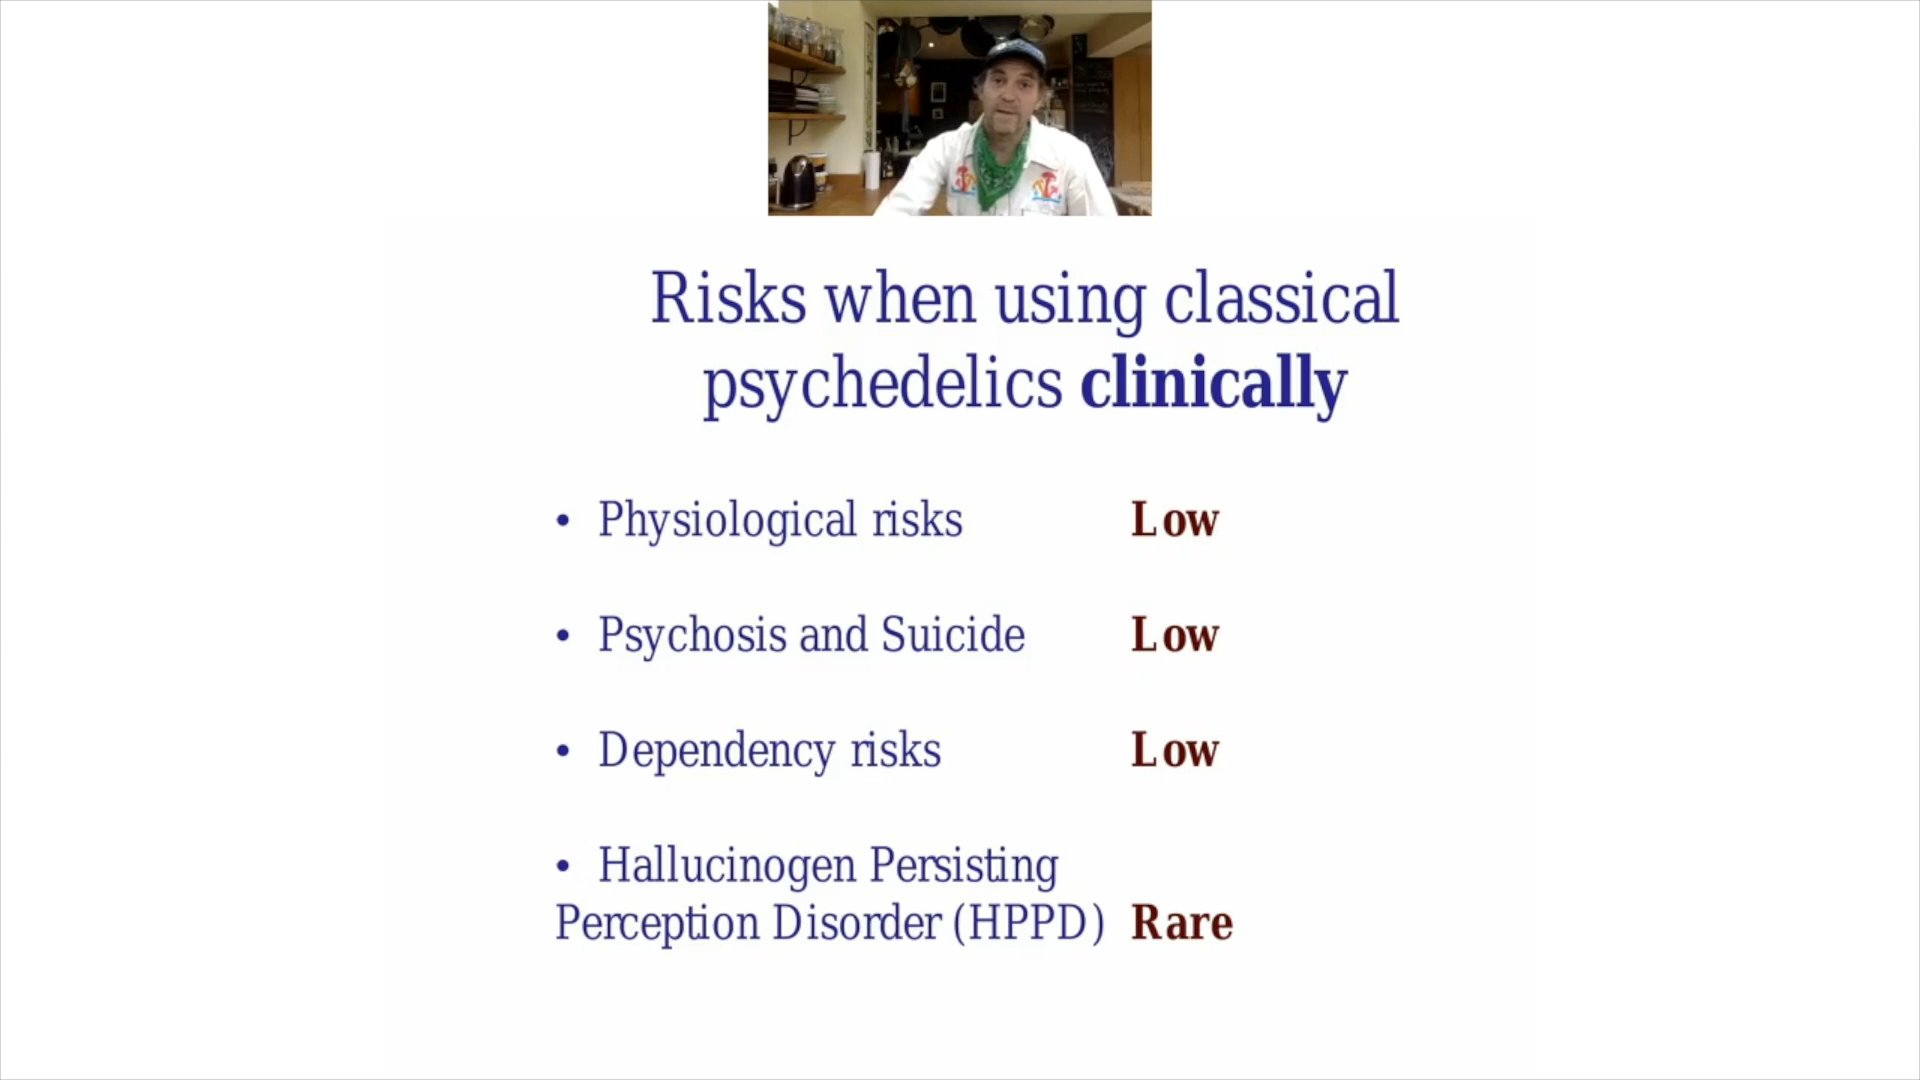 Risks when using classical
psychedelics clinically
• Physiological risks Low
• Psychosis and Suicide Low
• Dependency risks Low
• Hallucinogen Persisting
Perception Disorder (HPPD) Rare